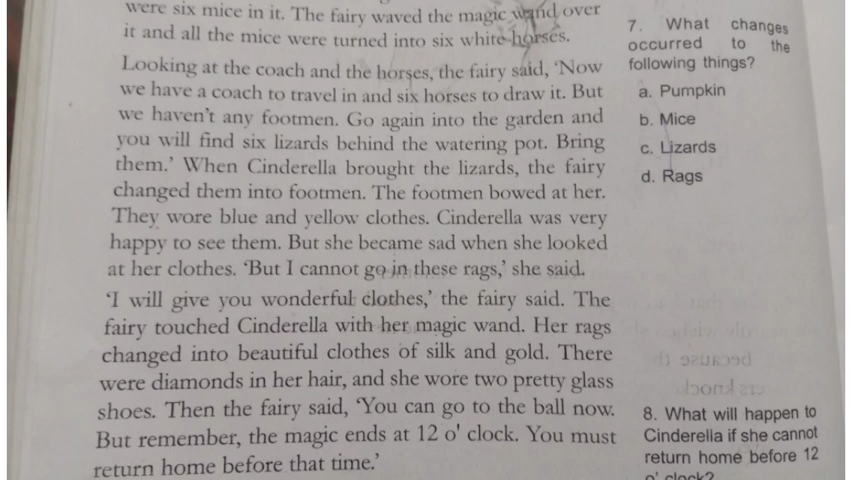 were six mice in it. The fairy waved the magic wand over
it and all the mice were turned into six white horses.
Looking at the coach and the horses, the fairy said, ‘Now
we have a coach to travel in and six horses to draw it. But
we haven’t any footmen. Go again into the garden and
you will find six lizards behind the watering pot. Bring
them.’ When Cinderella brought the lizards, the fairy
changed them into footmen. The footmen bowed at her.
They wore blue and yellow clothes. Cinderella was very
happy to see them. But she became sad when she looked
at her clothes. ‘But I cannot go in these rags,’ she said.
‘I will give you wonderful clothes,’ the fairy said. The
fairy touched Cinderella with her magic wand. Her rags
changed into beautiful clothes of silk and gold. There
were diamonds in her hair, and she wore two pretty glass
shoes. Then the fairy said, ‘You can go to the ball now.
But remember, the magic ends at 12 o' clock. You must
return home before that time.’
7. What changes
occurred to the
following things?
a. Pumpkin
b. Mice
c. Lizards
d. Rags
8. What will happen to
Cinderella if she cannot
return home before 12
o' clock?